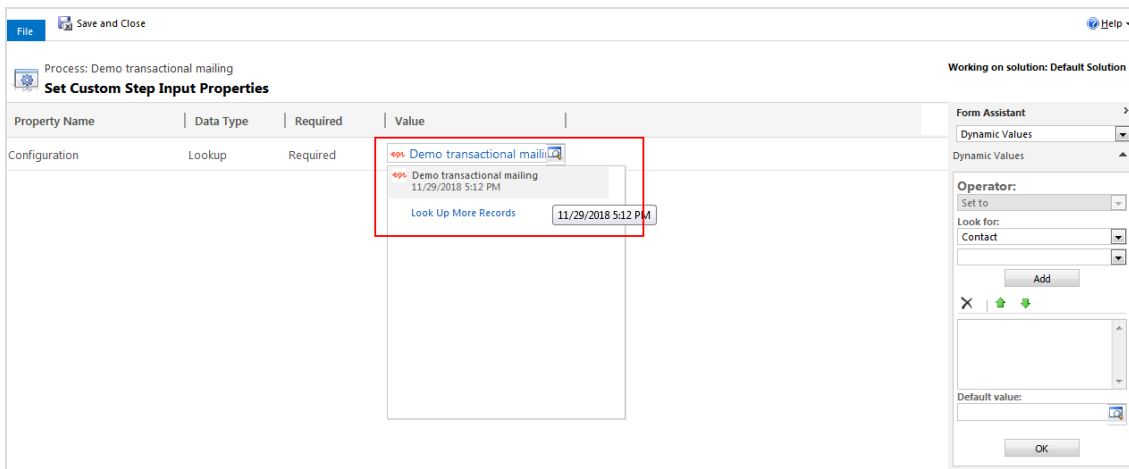 File
Save and Close
Help
Process: Demo transactional mailing
Set Custom Step Input Properties
Working on solution: Default Solution
Property Name
Data Type
Required
Value
Configuration
Lookup
Required
Demo transactional mailin
Demo transactional mailing
11/29/2018 5:12 PM
Look Up More Records
11/29/2018 5:12 PM
Form Assistant
Dynamic Values
Dynamic Values
Operator:
Set to
Look for:
Contact
Add
Default value:
OK